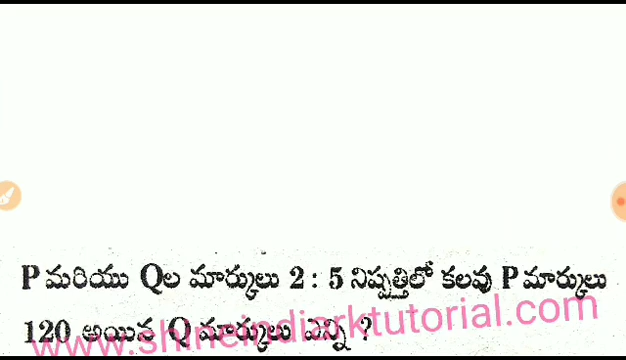 P మరియు Qల మార్కులు 2 : 5 నిష్పత్తిలో కలవు P మార్కులు
120 అయిన Q మార్కులు ఎన్ని ?
www.shineindiarktutorial.com